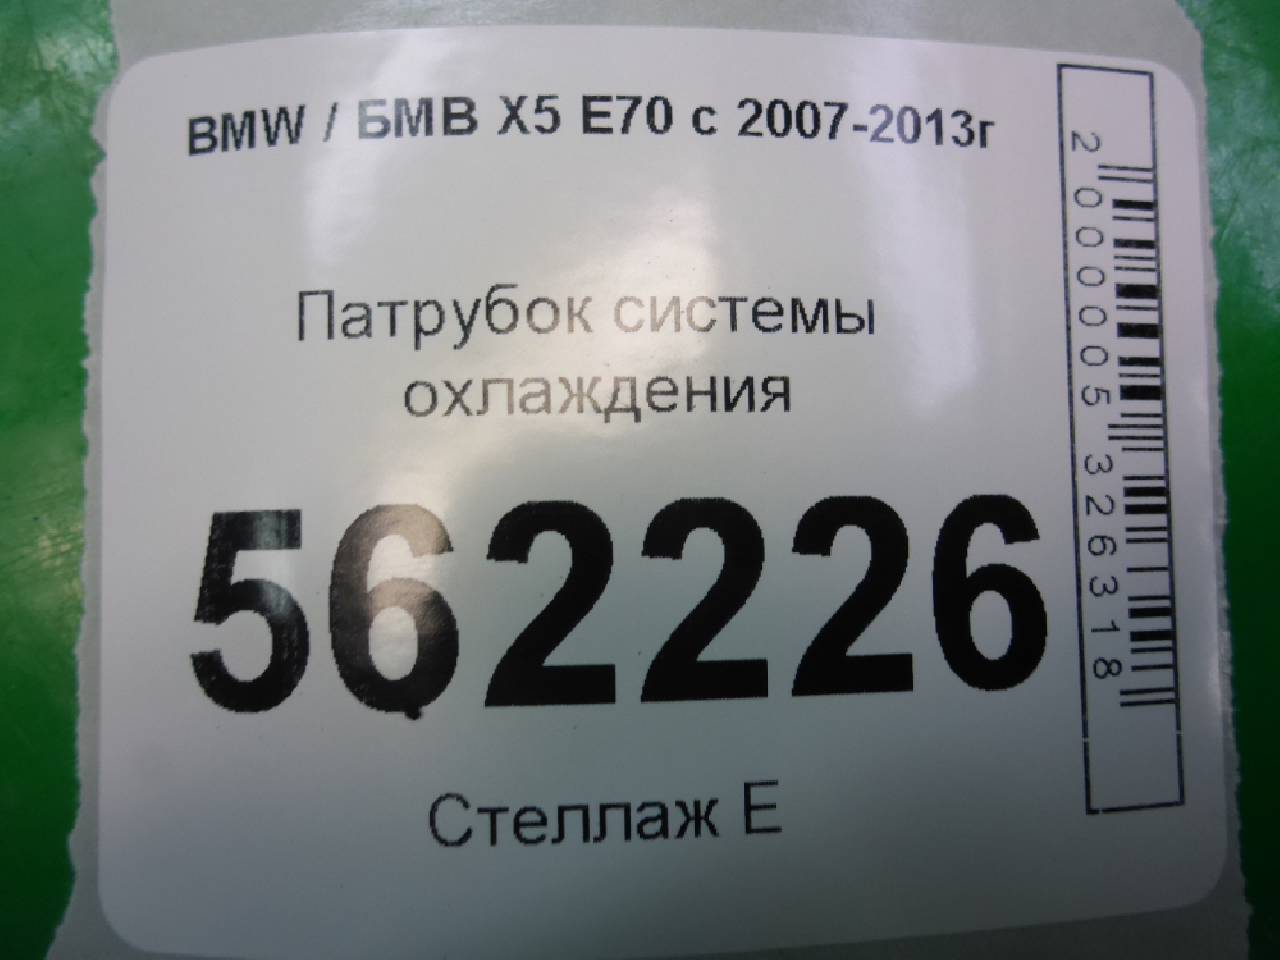 BMW / БМВ X5 E70 с 2007-2013г
Патрубок системы
охлаждения
562226
Стеллаж Е
2000005326318